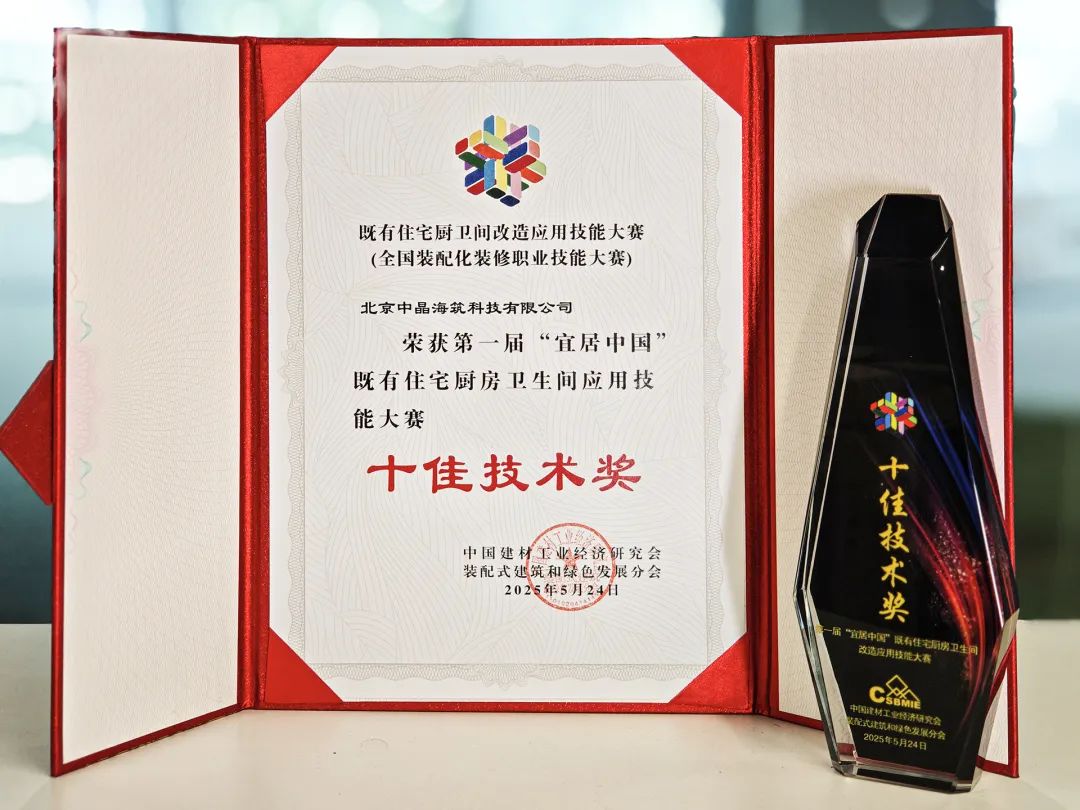 既有住宅厨卫间改造应用技能大赛
(全国装配化装修职业技能大赛)
北京中晶海筑科技有限公司
荣获第一届“宜居中国”
既有住宅厨房卫生间应用技
能大赛
十佳技术奖
中国建材工业经济研究会
装配式建筑和绿色发展分会
2025年5月24日
十佳技术奖
第一届“宜居中国”既有住宅厨房卫生间
改造应用技能大赛
CSBMIE
中国建材工业经济研究会
装配式建筑和绿色发展分会
2025年5月24日